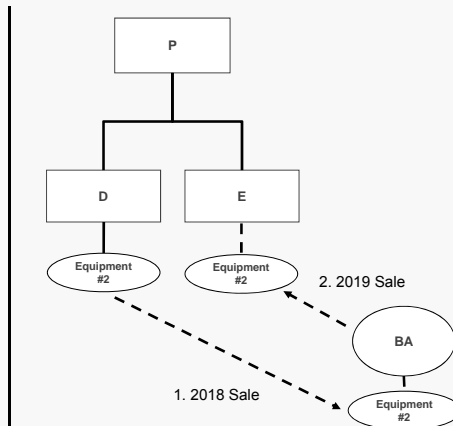 P
D
E
Equipment
#2
Equipment
#2
2. 2019 Sale
BA
1. 2018 Sale
Equipment
#2